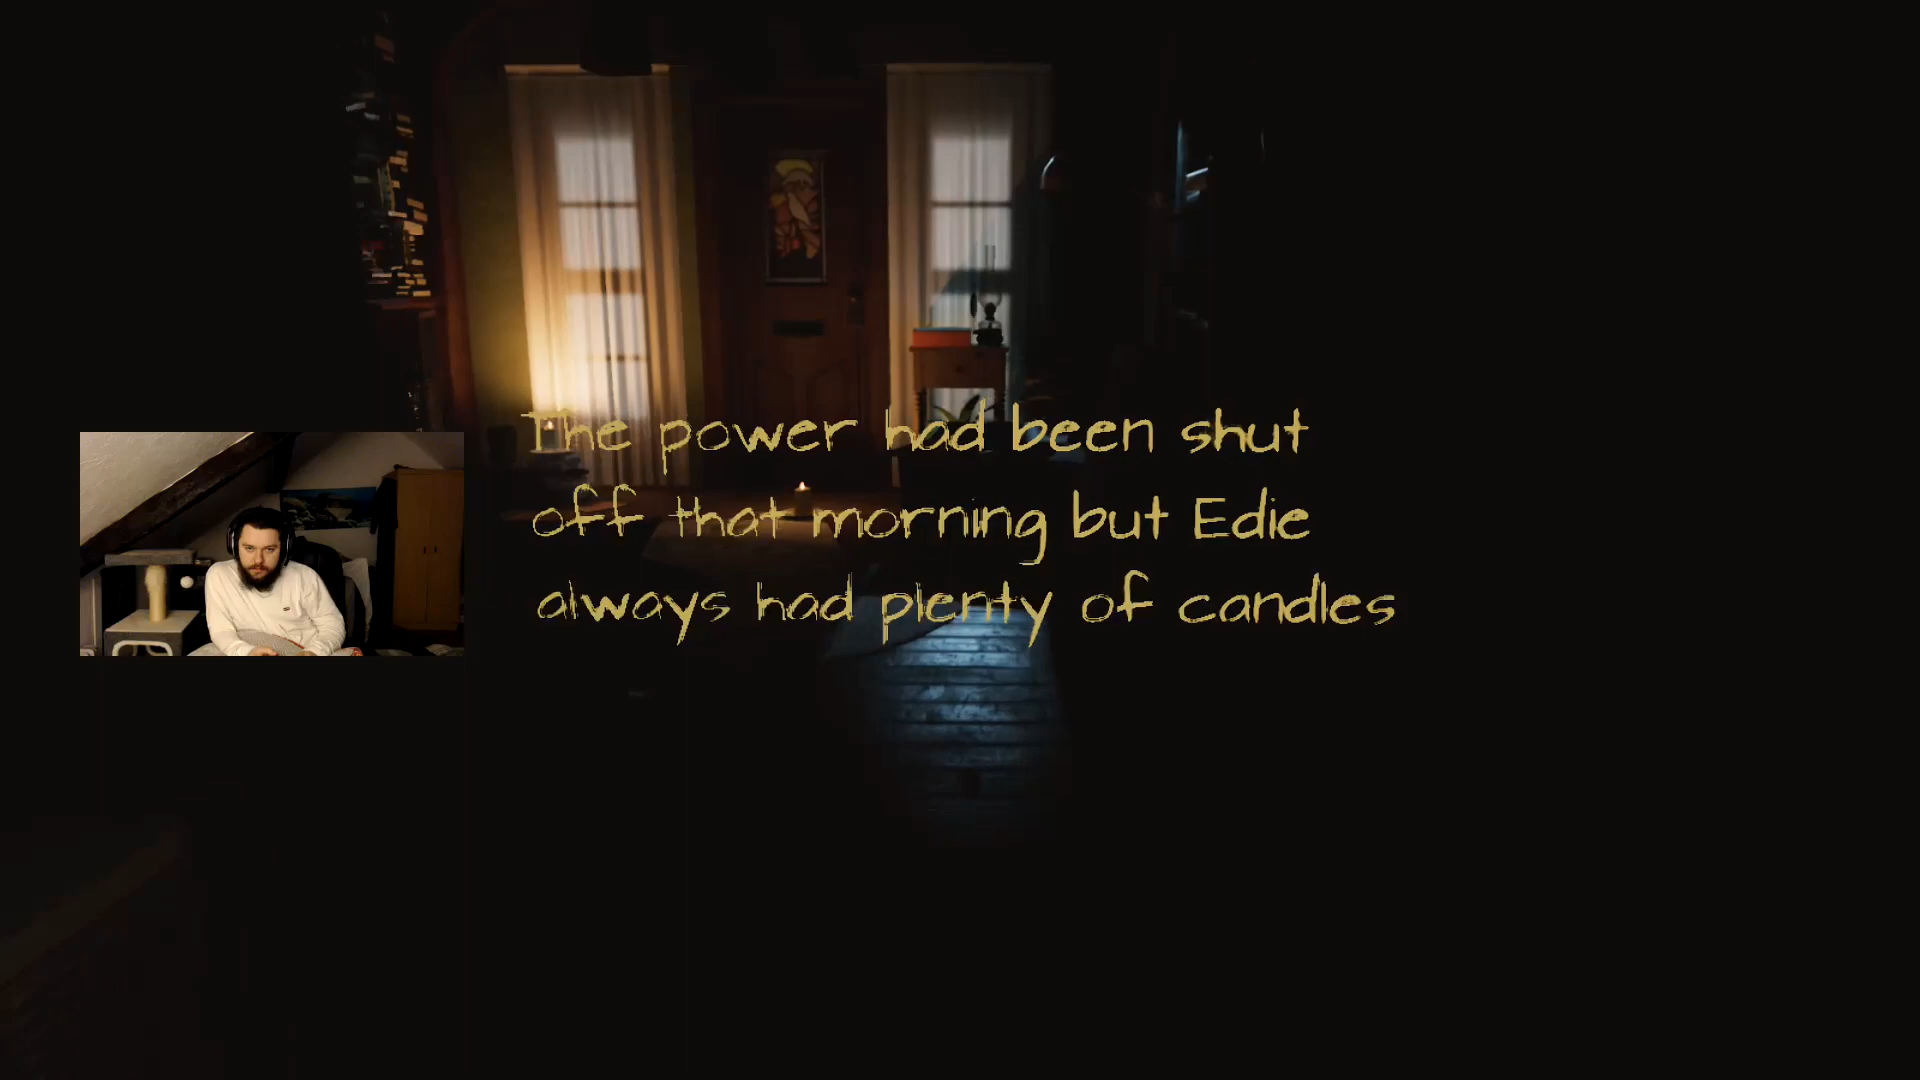 The power had been shut
off that morning but Edie
always had plenty of candles